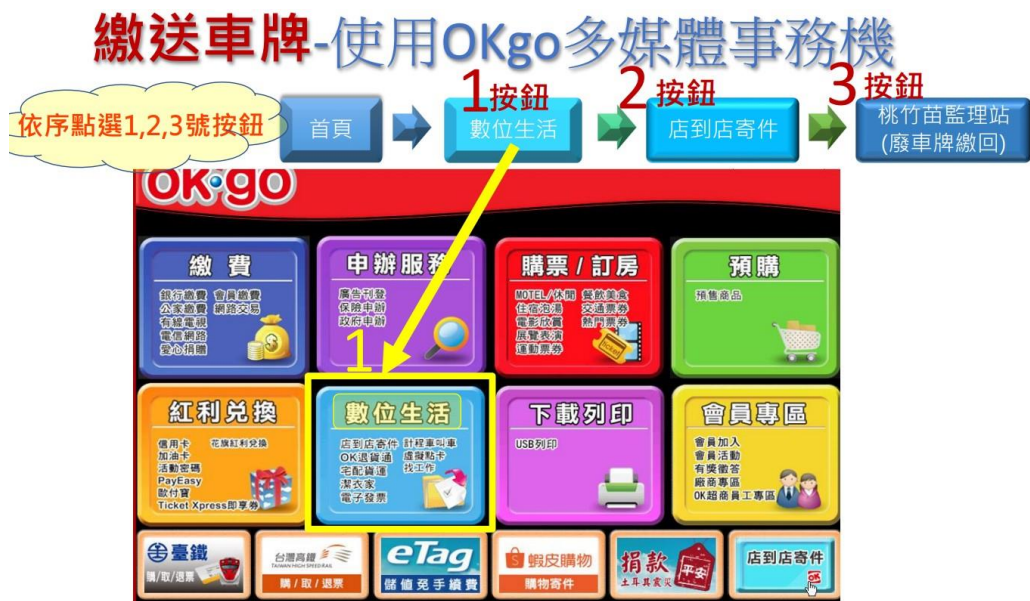 繳送車牌-使用OKgo多媒體事務機
依序點選1,2,3號按鈕
首頁
1按鈕
數位生活
2按鈕
店到店寄件
3按鈕
桃竹苗監理站
(廢車牌繳回)
OK go
繳費
銀行繳費 會員繳費
公家繳費 網路交易
有線電視
電信網路
愛心捐贈
申辦服務
廣告刊登
保險申辦
政府申辦
購票/訂房
MOTEL/休閒 餐飲美食
住宿泡湯 交通票券
電影欣賞 熱門票券
展覽表演
運動票券
ticket
預購
預售商品
紅利兌換
信用卡 花旗紅利兌換
加油卡
活動密碼
PayEasy
歐付寶
Ticket Xpress即享券
1
數位生活
店到店寄件 計程車叫車
OK退貨通 虛擬點卡
宅配貨運 找工作
潔衣家
電子發票
下載列印
USB列印
會員專區
會員加入
會員活動
有獎徵答
廠商專區
OK超商員工專區
臺鐵
購/取/退票
台灣高鐵
TAIWAN HIGH SPEED RAIL
購/取/退票
eTag
儲值免手續費
蝦皮購物
購物寄件
捐款
平安
土耳其震災
店到店寄件
OK